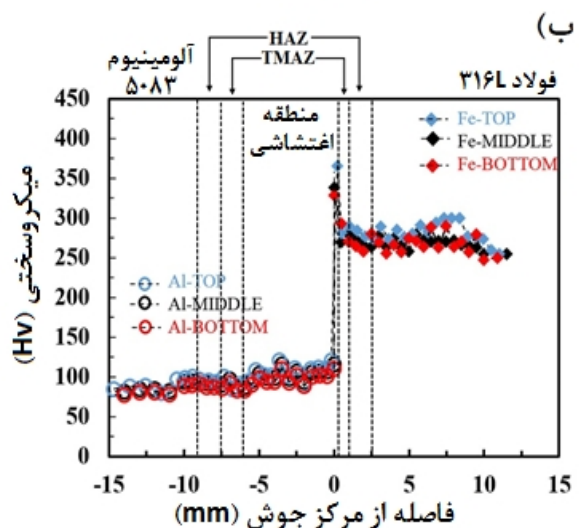 (ب
HAZ
TMAZ
آلومینیوم
۵۰۸۳
منطقه
اغتشاشی
فولاد ۳۱۶L
Fe-TOP
Fe-MIDDLE
Fe-BOTTOM
Al-TOP
Al-MIDDLE
Al-BOTTOM
میکروسختی (Hv)
450
400
350
300
250
200
150
100
50
0
-15 -10 -5 0 5 10 15
فاصله از مرکز جوش (mm)